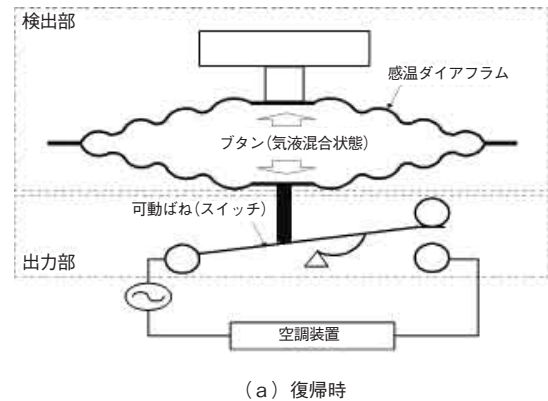 検出部
感温ダイアフラム
ブタン(気液混合状態)
可動ばね(スイッチ)
出力部
空調装置
(a)復帰時